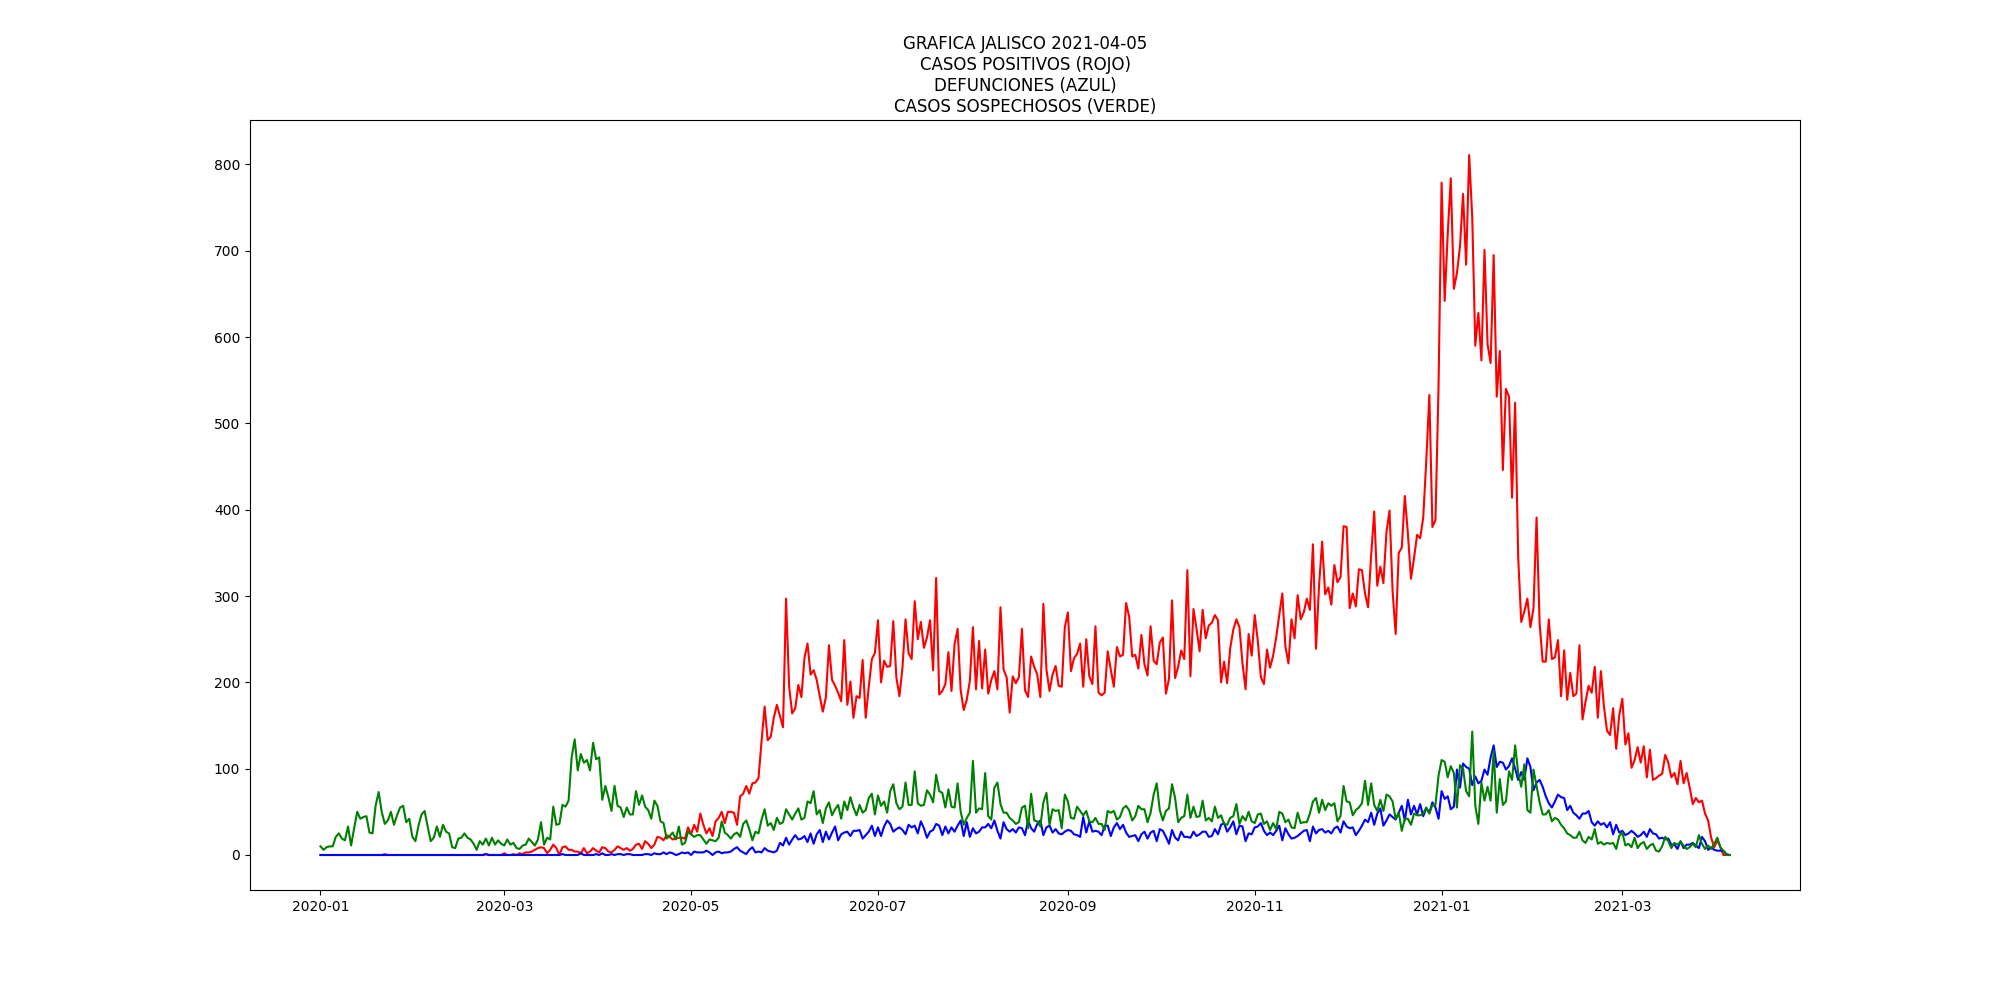 GRAFICA JALISCO 2021-04-05
CASOS POSITIVOS (ROJO)
DEFUNCIONES (AZUL)
CASOS SOSPECHOSOS (VERDE)
800
700
600
500
400
300
200
100
0
2020-01 2020-03 2020-05 2020-07 2020-09 2020-11 2021-01 2021-03